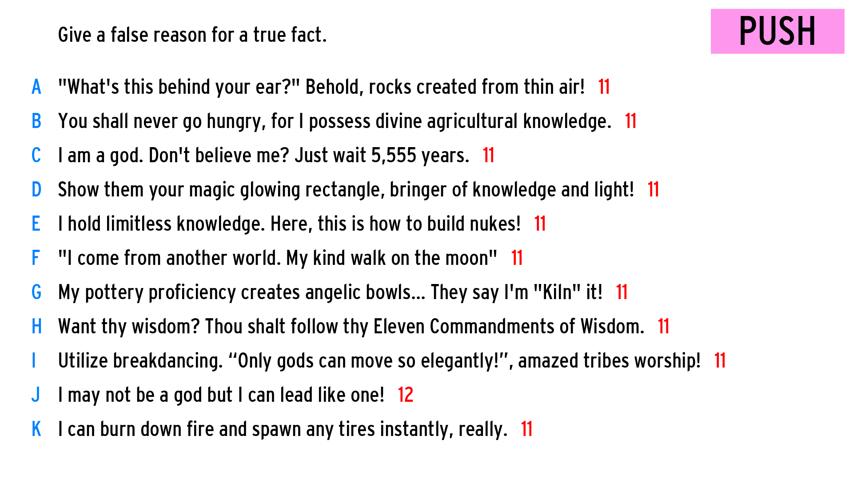 Give a false reason for a true fact.
PUSH
A "What's this behind your ear?" Behold, rocks created from thin air! 11
B You shall never go hungry, for I possess divine agricultural knowledge. 11
C I am a god. Don't believe me? Just wait 5,555 years. 11
D Show them your magic glowing rectangle, bringer of knowledge and light! 11
E I hold limitless knowledge. Here, this is how to build nukes! 11
F "I come from another world. My kind walk on the moon" 11
G My pottery proficiency creates angelic bowls... They say I'm "Kiln" it! 11
H Want thy wisdom? Thou shalt follow thy Eleven Commandments of Wisdom. 11
I Utilize breakdancing. “Only gods can move so elegantly!”, amazed tribes worship! 11
J I may not be a god but I can lead like one! 12
K I can burn down fire and spawn any tires instantly, really. 11